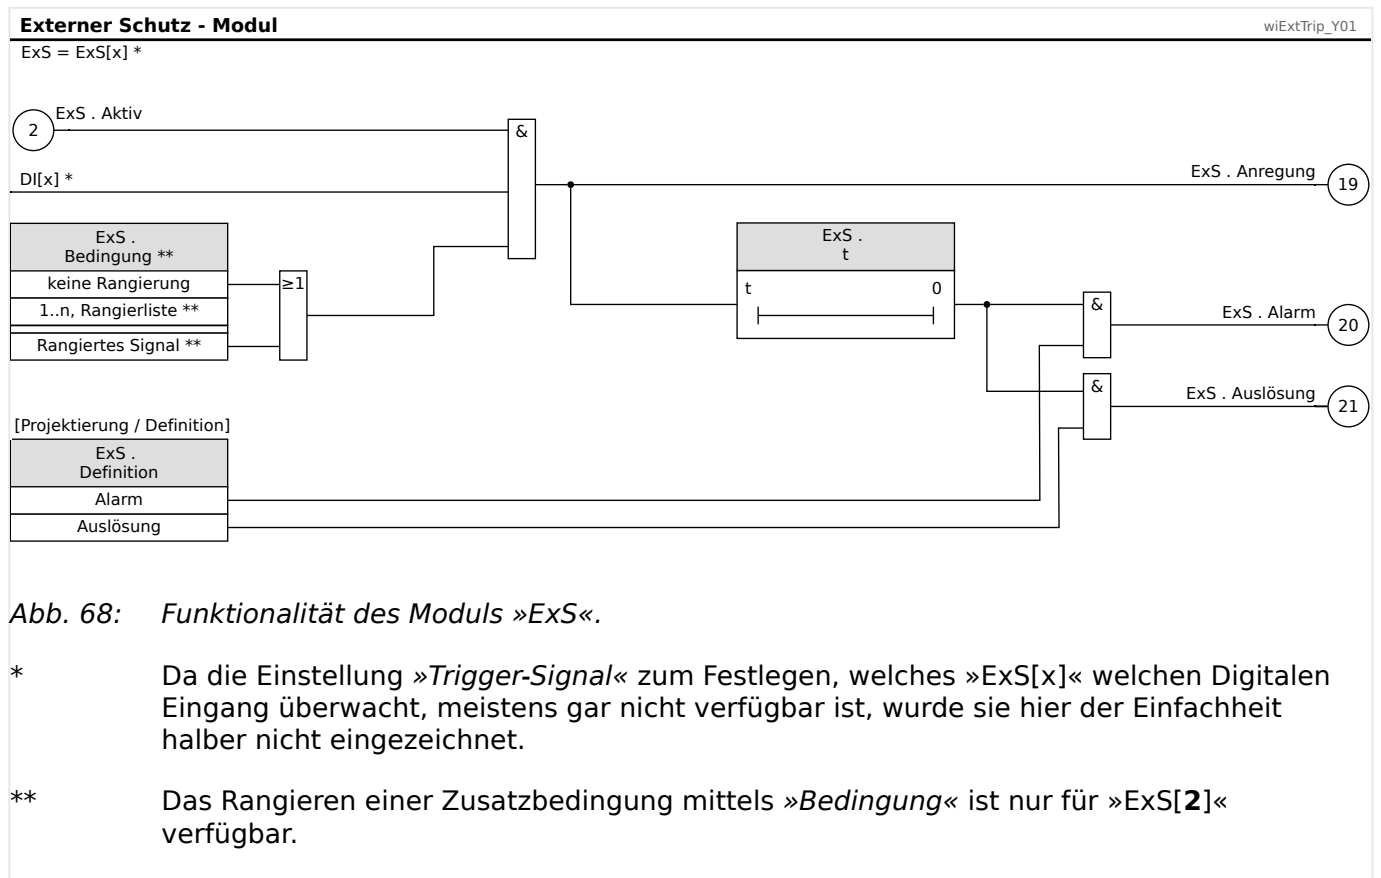 Externer Schutz - Modul
wiExtTrip_Y01
ExS = ExS[x] *
ExS . Aktiv
2
&
DI[x] *
ExS . Anregung
19
ExS .
Bedingung **
keine Rangierung
1..n, Rangierliste **
Rangiertes Signal **
≥1
ExS .
t
t 0
&
ExS . Alarm
20
&
ExS . Auslösung
21
[Projektierung / Definition]
ExS .
Definition
Alarm
Auslösung
Abb. 68: Funktionalität des Moduls »ExS«.
* Da die Einstellung »Trigger-Signal« zum Festlegen, welches »ExS[x]« welchen Digitalen
Eingang überwacht, meistens gar nicht verfügbar ist, wurde sie hier der Einfachheit
halber nicht eingezeichnet.
** Das Rangieren einer Zusatzbedingung mittels »Bedingung« ist nur für »ExS[2]«
verfügbar.